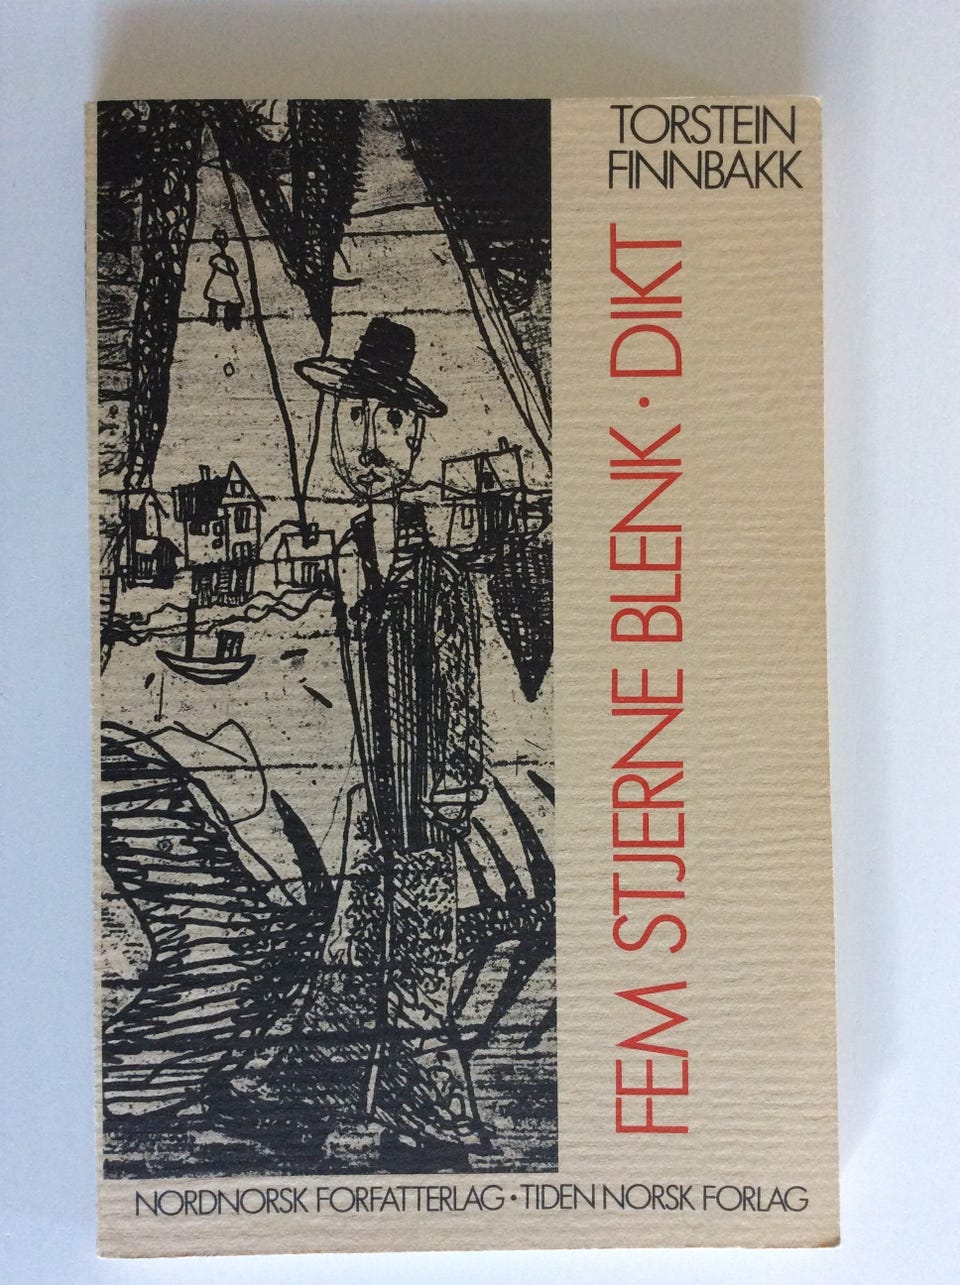 TORSTEIN
FINNBAKK
FEM STJERNE BLENK · DIKT
NORDNORSK FORFATTERLAG · TIDEN NORSK FORLAG